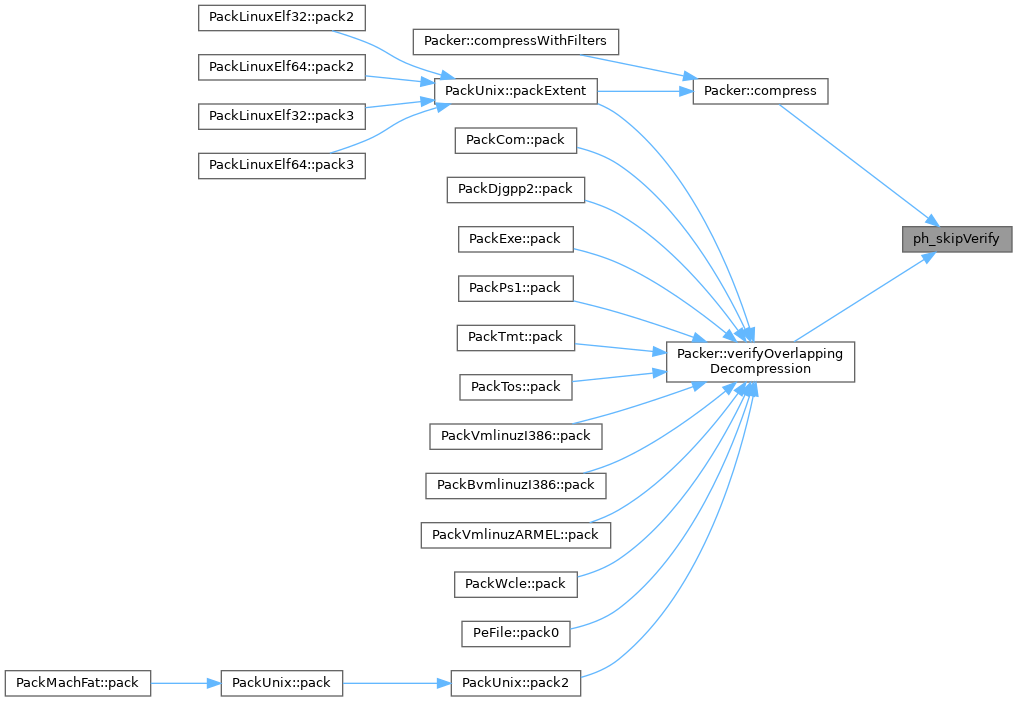 PackLinuxElf32::pack2
Packer::compressWithFilters
PackLinuxElf64::pack2
PackUnix::packExtent
Packer::compress
PackLinuxElf32::pack3
PackCom::pack
PackLinuxElf64::pack3
PackDjgpp2::pack
PackExe::pack
ph_skipVerify
PackPs1::pack
PackTmt::pack
Packer::verifyOverlapping
Decompression
PackTos::pack
PackVmlinuzI386::pack
PackBvmlinuzI386::pack
PackVmlinuzARMEL::pack
PackWcle::pack
PeFile::pack0
PackMachFat::pack
PackUnix::pack
PackUnix::pack2